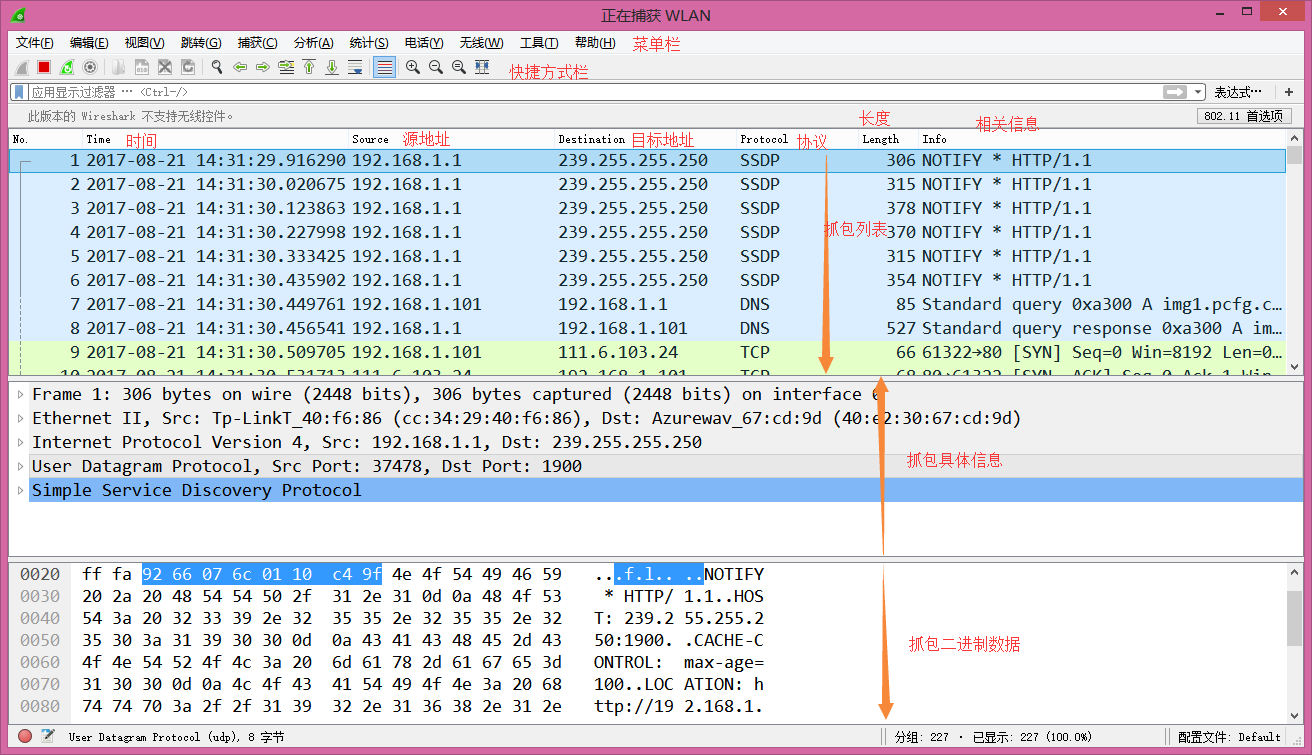 正在捕获 WLAN
文件(F) 编辑(E) 视图(V) 跳转(G) 捕获(C) 分析(A) 统计(S) 电话(Y) 无线(W) 工具(T) 帮助(H) 菜单栏
快捷方式栏
应用显示过滤器 … <Ctrl-/> 表达式… +
此版本的 Wireshark 不支持无线控件。 802.11 首选项
No. Time 时间 Source 源地址 Destination 目标地址 Protocol 协议 Length 长度 Info 相关信息
1 2017-08-21 14:31:29.916290 192.168.1.1 239.255.255.250 SSDP 306 NOTIFY * HTTP/1.1
2 2017-08-21 14:31:30.020675 192.168.1.1 239.255.255.250 SSDP 315 NOTIFY * HTTP/1.1
3 2017-08-21 14:31:30.123863 192.168.1.1 239.255.255.250 SSDP 378 NOTIFY * HTTP/1.1
4 2017-08-21 14:31:30.227998 192.168.1.1 239.255.255.250 SSDP 抓包列表 370 NOTIFY * HTTP/1.1
5 2017-08-21 14:31:30.333425 192.168.1.1 239.255.255.250 SSDP 315 NOTIFY * HTTP/1.1
6 2017-08-21 14:31:30.435902 192.168.1.1 239.255.255.250 SSDP 354 NOTIFY * HTTP/1.1
7 2017-08-21 14:31:30.449761 192.168.1.101 192.168.1.1 DNS 85 Standard query 0xa300 A img1.pcfg.c…
8 2017-08-21 14:31:30.456541 192.168.1.1 192.168.1.101 DNS 527 Standard query response 0xa300 A im…
9 2017-08-21 14:31:30.509705 192.168.1.101 111.6.103.24 TCP 66 61322→80 [SYN] Seq=0 Win=8192 Len=0…
10 2017-08-21 14:31:30.531713 111.6.103.24 192.168.1.101 TCP 68 80→61322 [SYN, ACK] Seq=0 Ack=1 Win
Frame 1: 306 bytes on wire (2448 bits), 306 bytes captured (2448 bits) on interface 0
Ethernet II, Src: Tp-LinkT_40:f6:86 (cc:34:29:40:f6:86), Dst: Azurewav_67:cd:9d (40:e2:30:67:cd:9d)
Internet Protocol Version 4, Src: 192.168.1.1, Dst: 239.255.255.250
抓包具体信息
User Datagram Protocol, Src Port: 37478, Dst Port: 1900
Simple Service Discovery Protocol
0020 ff fa 92 66 07 6c 01 10 c4 9f 4e 4f 54 49 46 59 ...f.l.. ..NOTIFY
0030 20 2a 20 48 54 54 50 2f 31 2e 31 0d 0a 48 4f 53 * HTTP/ 1.1..HOS
0040 54 3a 20 32 33 39 2e 32 35 35 2e 32 35 35 2e 32 T: 239.2 55.255.2
0050 35 30 3a 31 39 30 30 0d 0a 43 41 43 48 45 2d 43 50:1900. .CACHE-C
抓包二进制数据
0060 4f 4e 54 52 4f 4c 3a 20 6d 61 78 2d 61 67 65 3d ONTROL: max-age=
0070 31 30 30 0d 0a 4c 4f 43 41 54 49 4f 4e 3a 20 68 100..LOC ATION: h
0080 74 74 70 3a 2f 2f 31 39 32 2e 31 36 38 2e 31 2e ttp://19 2.168.1.
User Datagram Protocol (udp), 8 字节 分组: 227 · 已显示: 227 (100.0%) 配置文件: Default